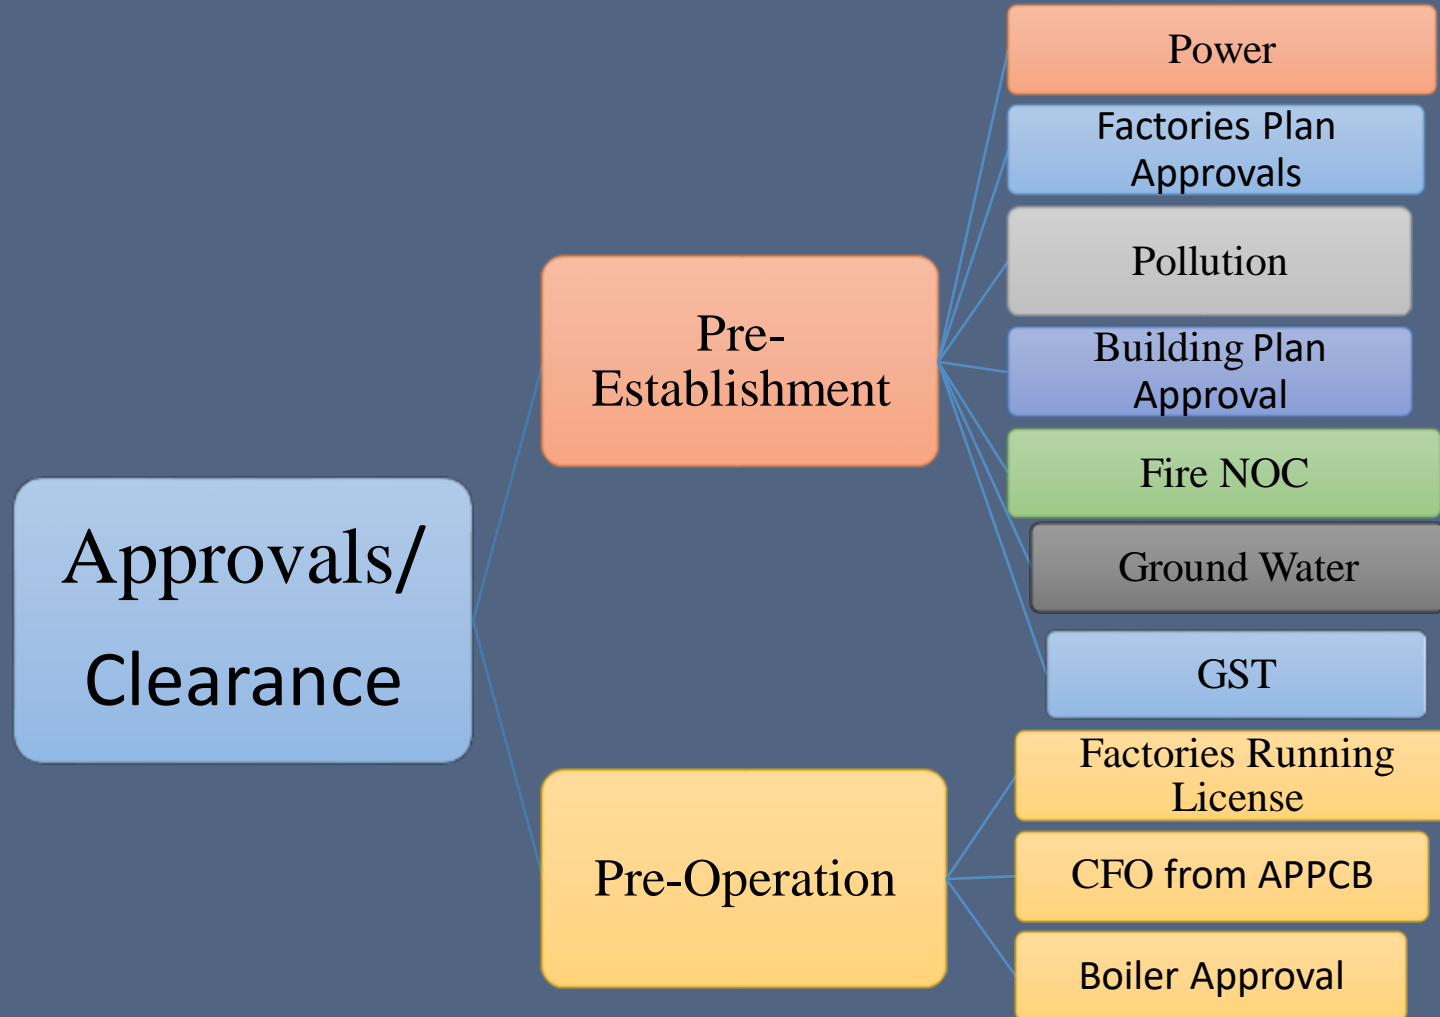 Approvals/
Clearance
Pre-
Establishment
Power
Factories Plan
Approvals
Pollution
Building Plan
Approval
Fire NOC
Ground Water
GST
Pre-Operation
Factories Running
License
CFO from APPCB
Boiler Approval